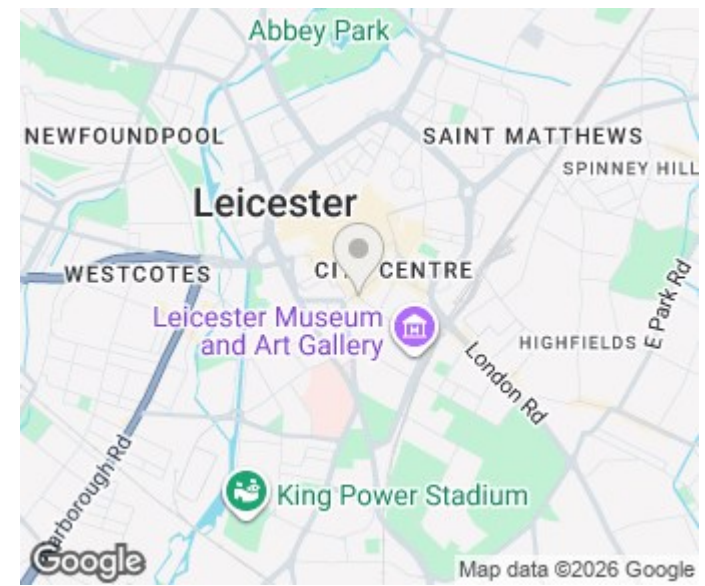 Abbey Park
NEWFOUNDPOOL
SAINT MATTHEWS
SPINNEY HILL
Leicester
WESTCOTES
CENTRE
Leicester Museum
and Art Gallery
HIGHFIELDS
E Park Rd
London Rd
King Power Stadium
Google
Map data ©2026 Google